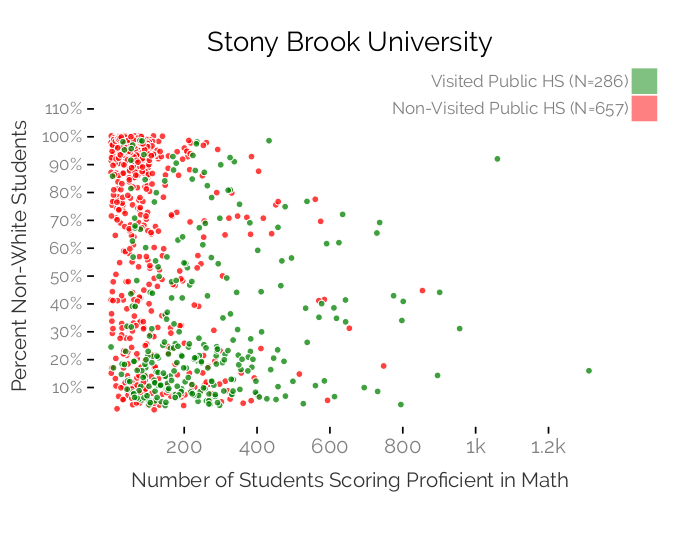 Stony Brook University
Visited Public HS (N=286)
Non-Visited Public HS (N=657)
Percent Non-White Students
110%
100%
90%
80%
70%
60%
50%
40%
30%
20%
10%
200 400 600 800 1k 1.2k
Number of Students Scoring Proficient in Math